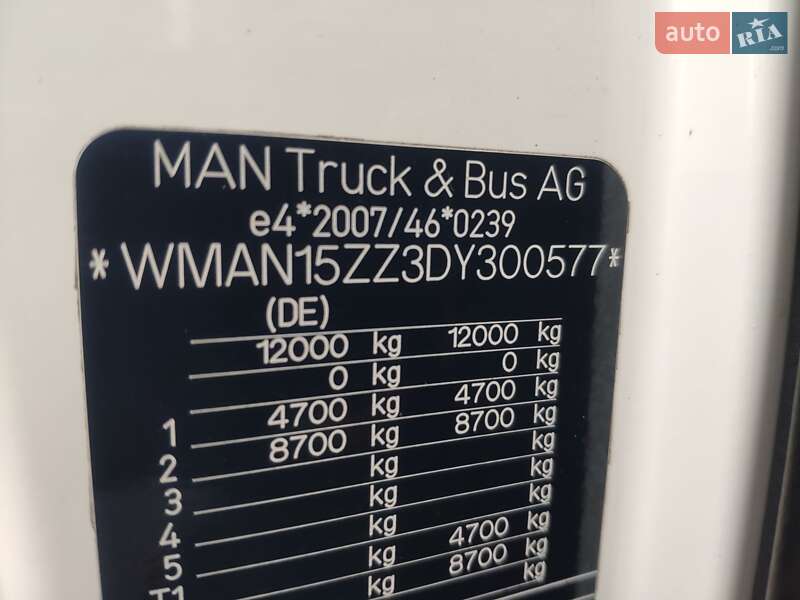 auto RIA.com
MAN Truck & Bus AG
e4*2007/46*0239
*WMAN15ZZ3DY300577*
(DE)
12000 kg 12000 kg
0 kg 0 kg
1 4700 kg 4700 kg
2 8700 kg 8700 kg
3 kg kg
4 kg kg
5 kg 4700 kg
T1 kg 8700 kg
kg